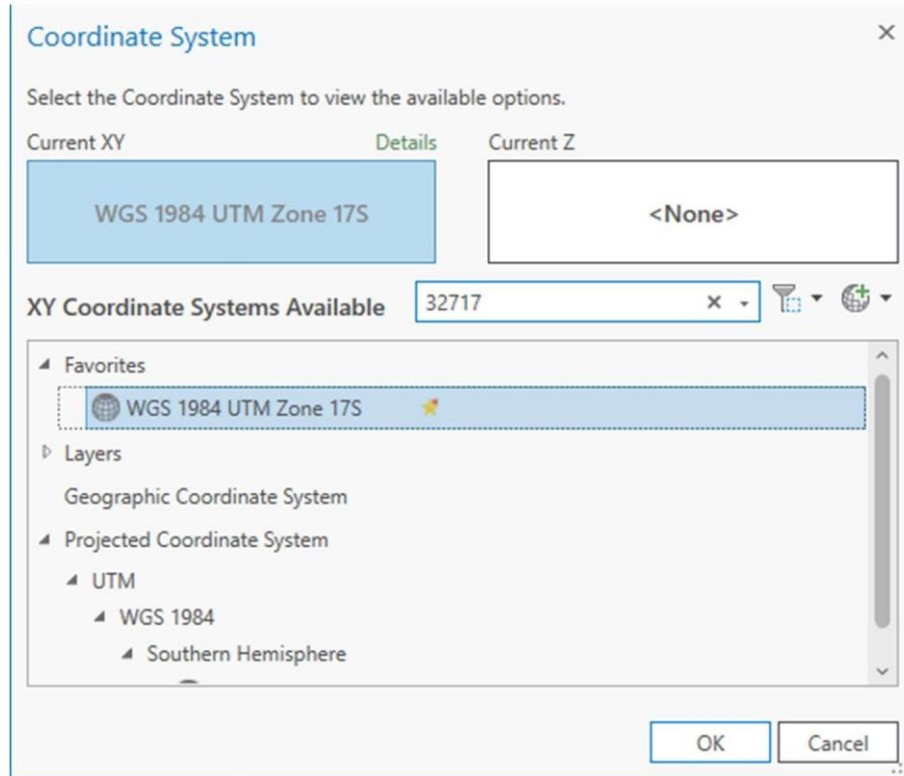 Coordinate System
Select the Coordinate System to view the available options.
Current XY Details Current Z
WGS 1984 UTM Zone 17S <None>
XY Coordinate Systems Available 32717
Favorites
WGS 1984 UTM Zone 17S
Layers
Geographic Coordinate System
Projected Coordinate System
UTM
WGS 1984
Southern Hemisphere
OK Cancel